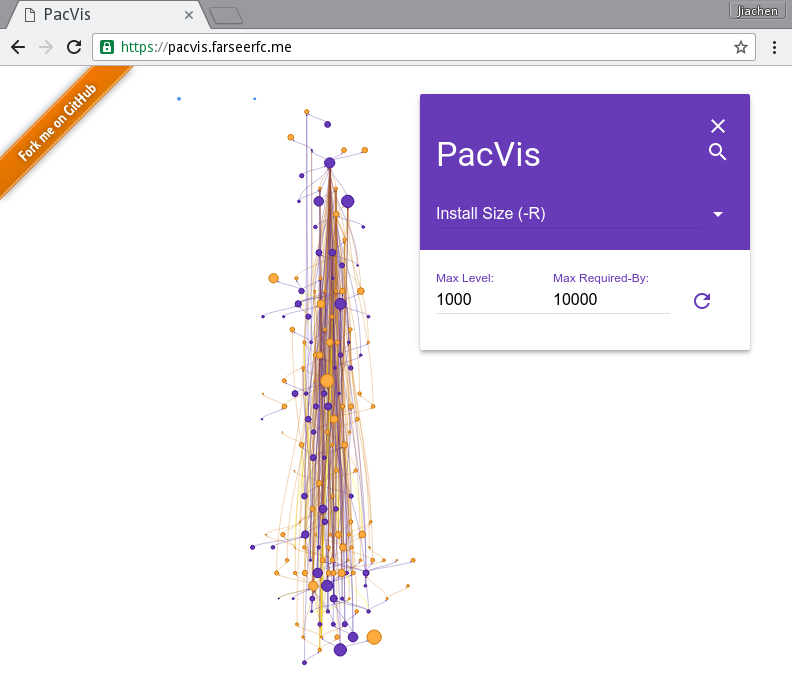 PacVis
Jiachen
https://pacvis.farseerfc.me
Fork me on GitHub
PacVis
Install Size (-R)
Max Level:
Max Required-By:
1000
10000